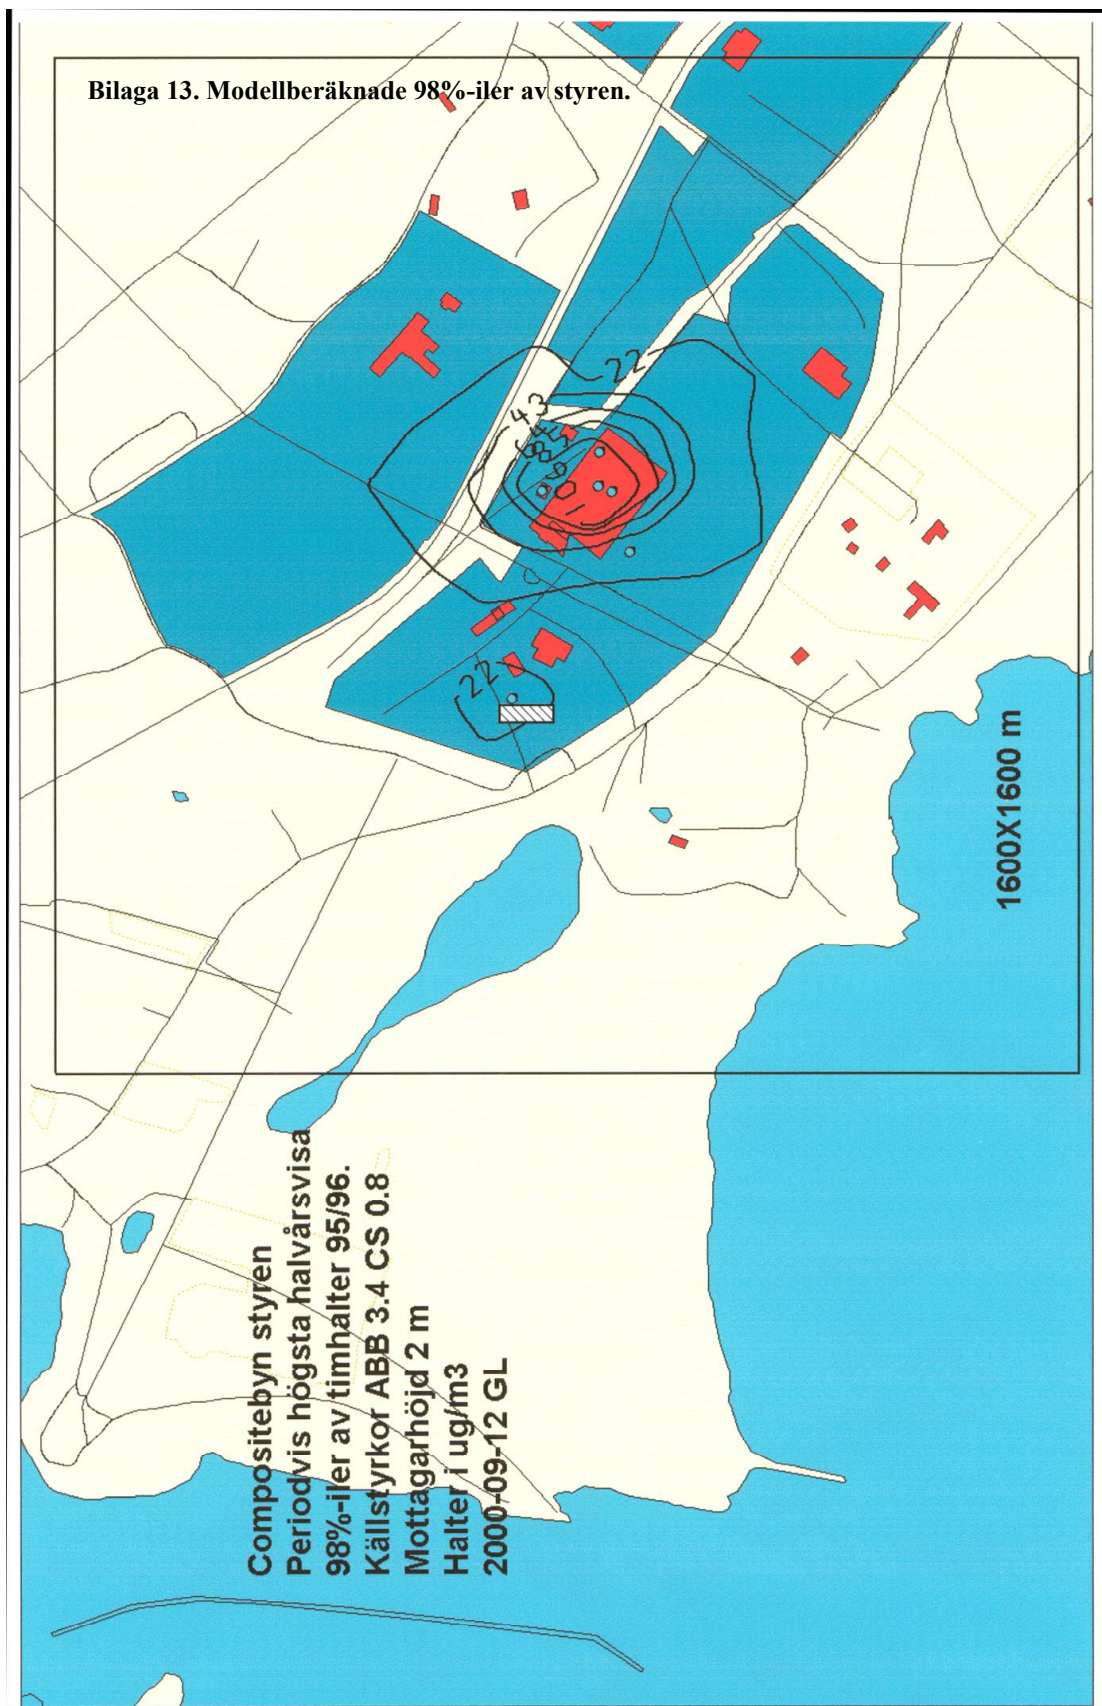 Bilaga 13. Modellberäknade 98%-iler av styren.
22
43
22
1600X1600 m
Compositebyn styren
Periodvis högsta halvårsvisa
98%-iler av timhalter 95/96.
Källstyrkor ABB 3.4 CS 0.8
Mottagarhöjd 2 m
Halter i ug/m3
2000-09-12 GL